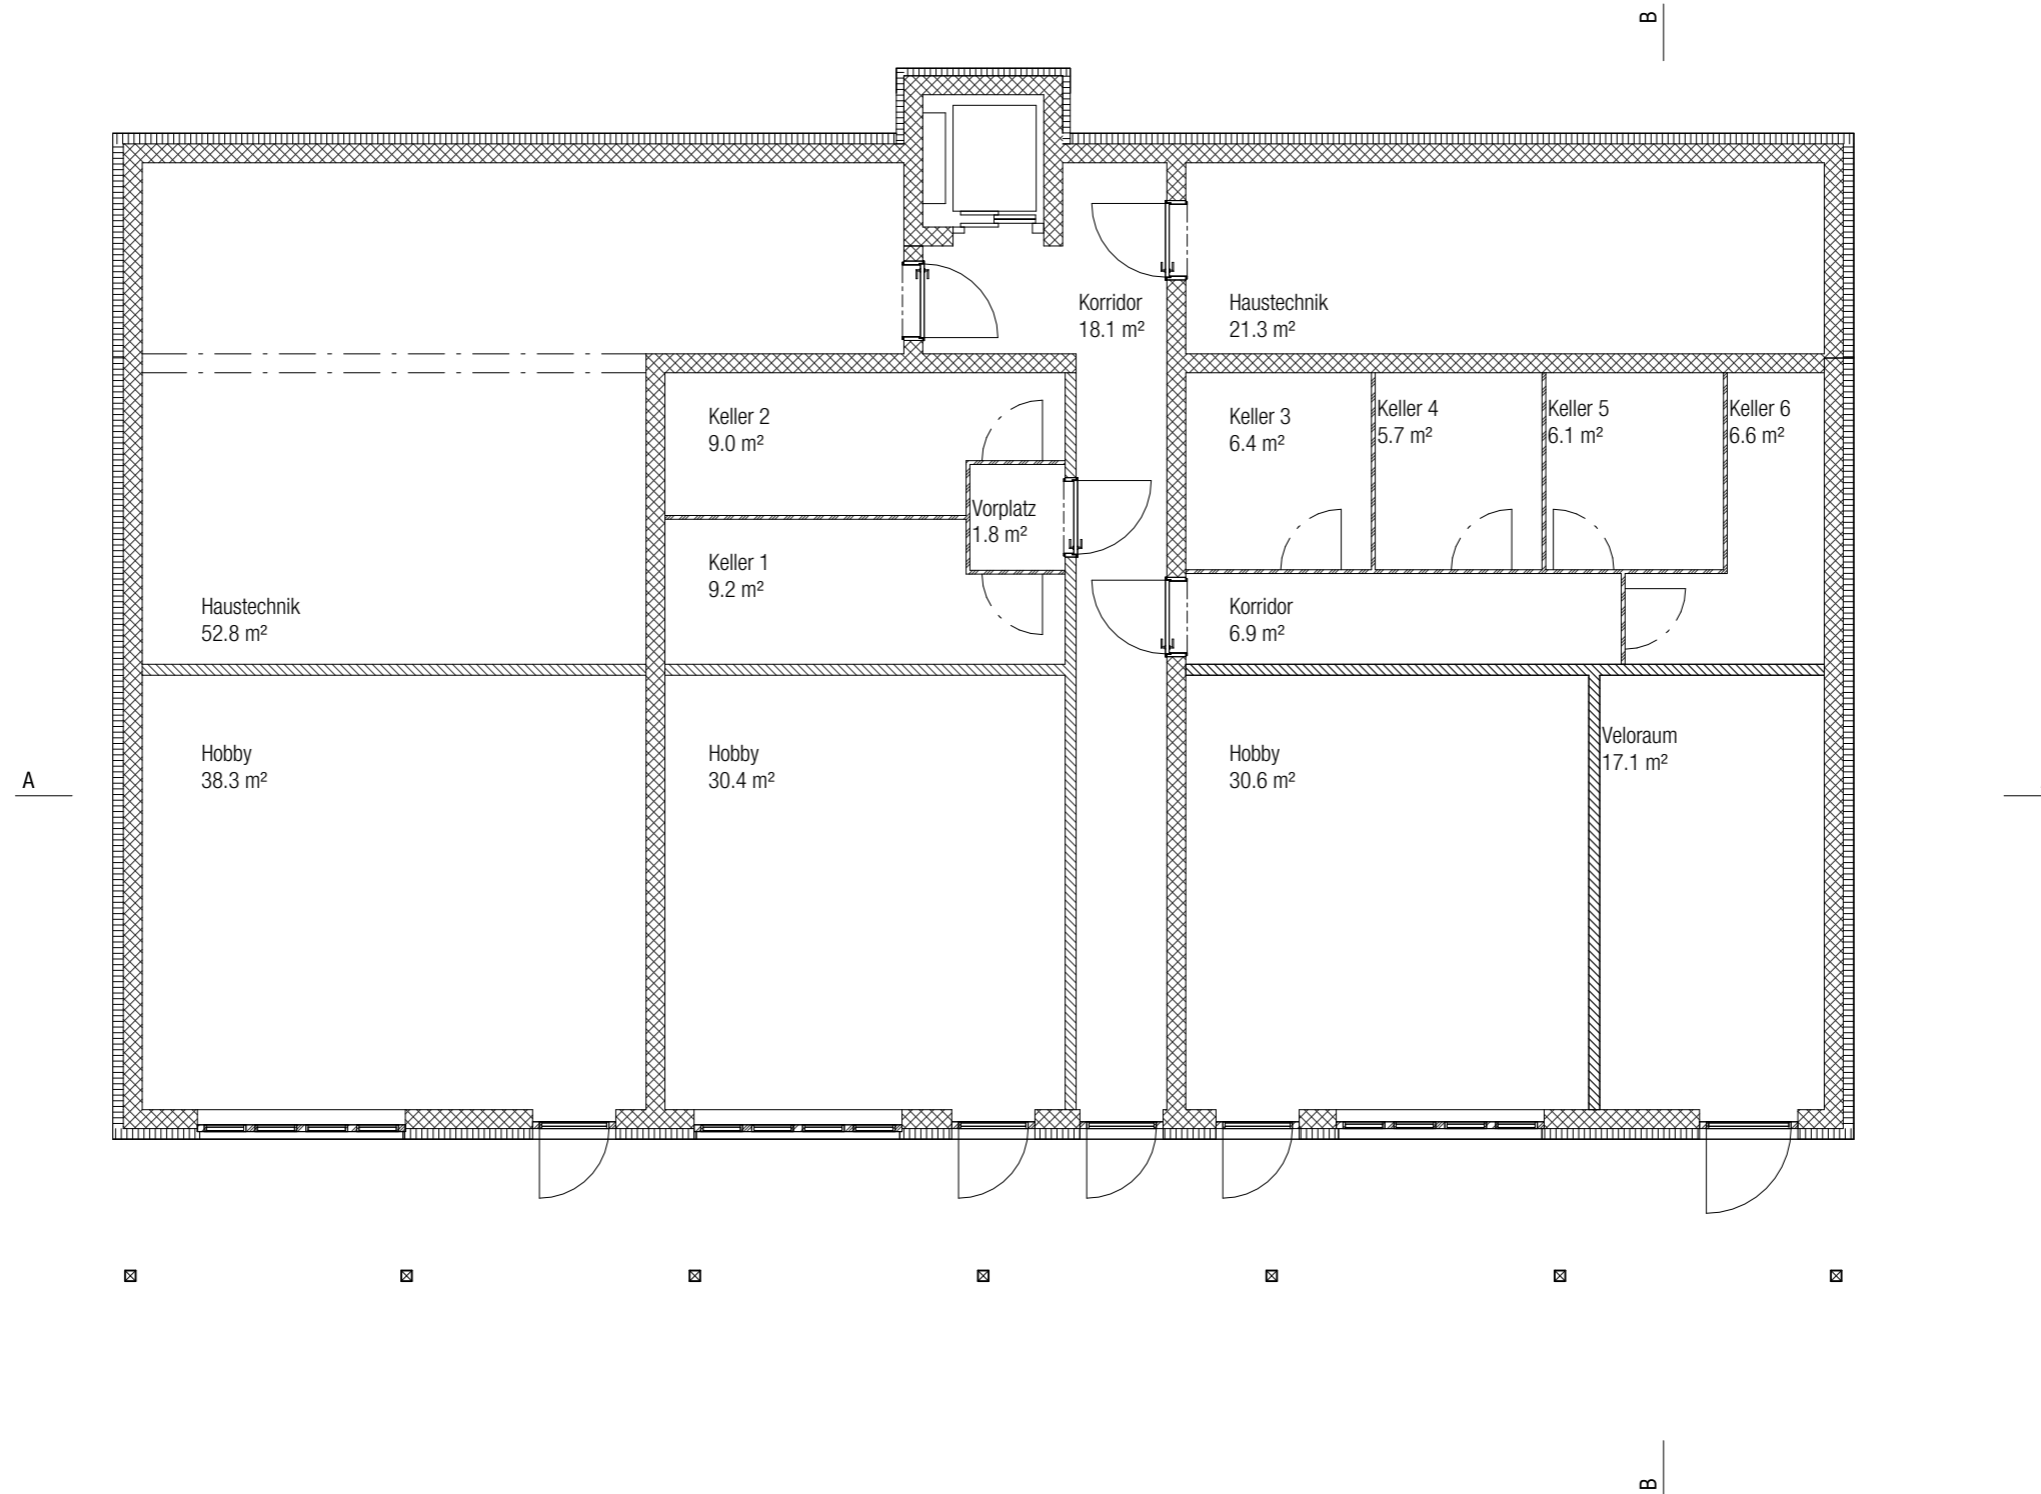 B
Korridor
18.1 m²
Haustechnik
21.3 m²
Keller 2
9.0 m²
Keller 3
6.4 m²
Keller 4
5.7 m²
Keller 5
6.1 m²
Keller 6
6.6 m²
Vorplatz
1.8 m²
Keller 1
9.2 m²
Haustechnik
52.8 m²
Korridor
6.9 m²
Hobby
38.3 m²
Hobby
30.4 m²
Hobby
30.6 m²
Veloraum
17.1 m²
A
B